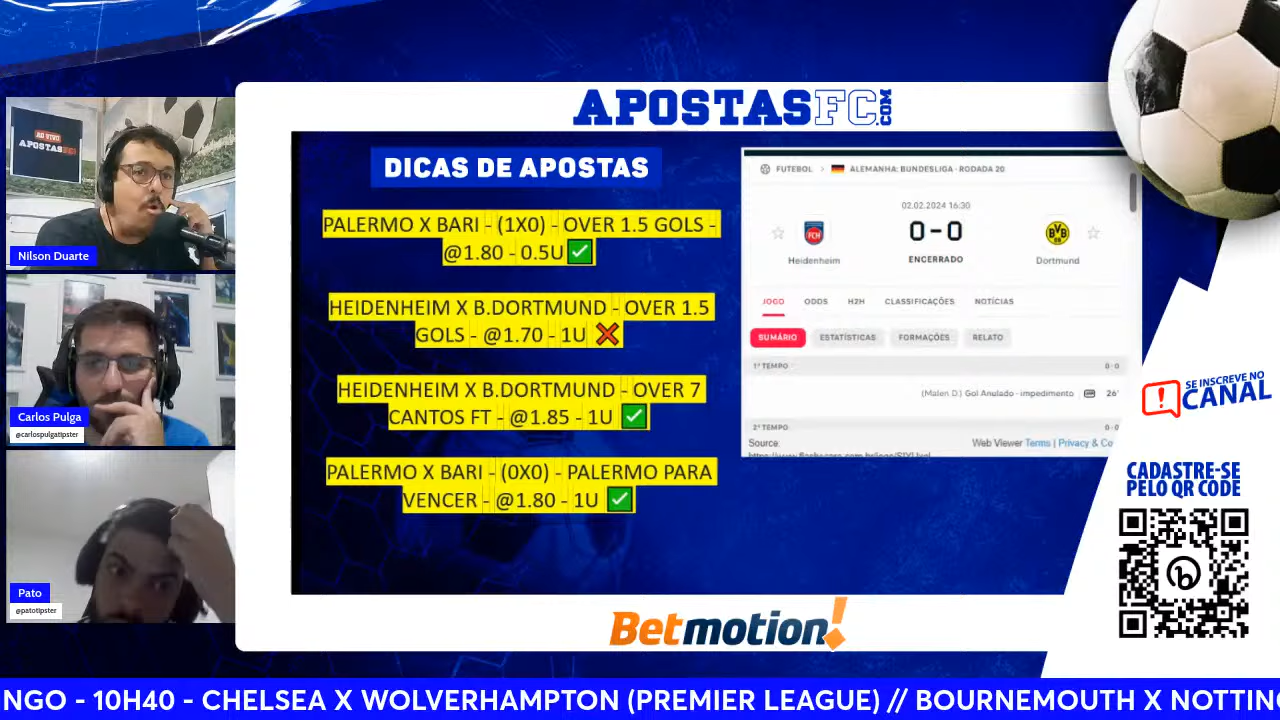 APOSTASFC.COM
AO VIVO
APOSTASFC
Nilson Duarte
Carlos Pulga
@carlospulgatipster
Pato
@patotipster
DICAS DE APOSTAS
PALERMO X BARI - (1X0) - OVER 1.5 GOLS -
@1.80 - 0.5U ✅
HEIDENHEIM X B.DORTMUND - OVER 1.5
GOLS - @1.70 - 1U ❌
HEIDENHEIM X B.DORTMUND - OVER 7
CANTOS FT - @1.85 - 1U ✅
PALERMO X BARI - (0X0) - PALERMO PARA
VENCER - @1.80 - 1U ✅
FUTEBOL > ALEMANHA: BUNDESLIGA - RODADA 20
02.02.2024 16:30
0-0
ENCERRADO
Heidenheim
Dortmund
JOGO ODDS H2H CLASSIFICAÇÕES NOTÍCIAS
SUMÁRIO ESTATÍSTICAS FORMAÇÕES RELATO
1º TEMPO 0-0
(Malen D.) Gol Anulado - impedimento 26'
2º TEMPO 0-0
Source:
Web Viewer Terms | Privacy & Co
SE INSCREVE NO
CANAL
CADASTRE-SE
PELO QR CODE
Betmotion!
NGO - 10H40 - CHELSEA X WOLVERHAMPTON (PREMIER LEAGUE) // BOURNEMOUTH X NOTTING